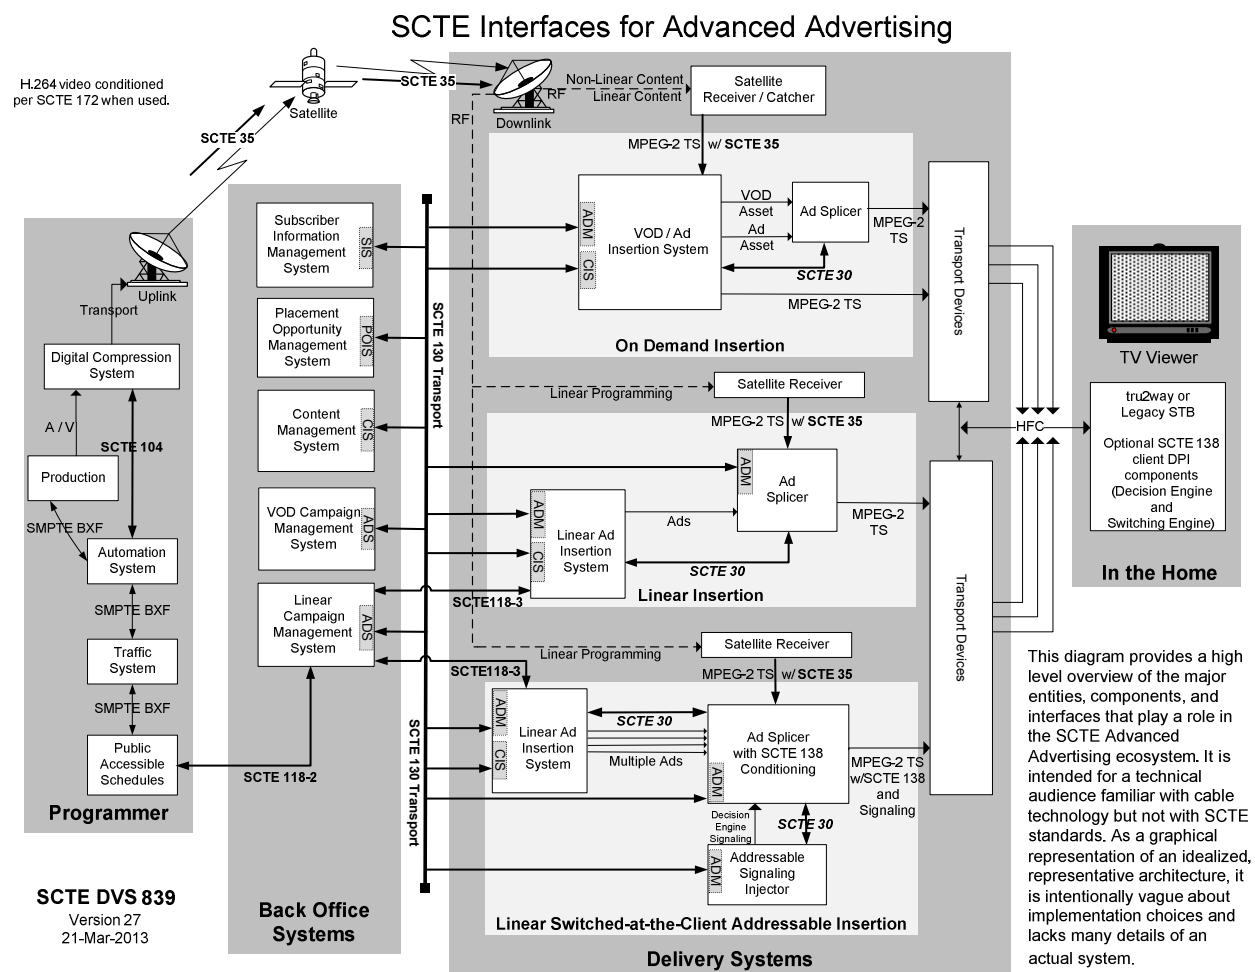 SCTE Interfaces for Advanced Advertising
H.264 video conditioned
per SCTE 172 when used.
SCTE 35
Satellite
SCTE 35
RF
Downlink
RF
Non-Linear Content
Linear Content
Satellite
Receiver / Catcher
MPEG-2 TS w/ SCTE 35
Uplink
Transport
Digital Compression
System
A / V
SCTE 104
Production
SMPTE BXF
Automation
System
SMPTE BXF
Traffic
System
SMPTE BXF
Public
Accessible
Schedules
Programmer
SCTE 118-2
SCTE DVS 839
Version 27
21-Mar-2013
Subscriber
Information
Management
System
SIS
Placement
Opportunity
Management
System
POIS
Content
Management
System
CIS
VOD Campaign
Management
System
ADS
Linear
Campaign
Management
System
ADS
Back Office
Systems
SCTE 130 Transport
SCTE 130 Transport
ADM
CIS
VOD / Ad
Insertion System
VOD
Asset
Ad
Asset
Ad Splicer
SCTE 30
MPEG-2
TS
MPEG-2 TS
On Demand Insertion
Transport Devices
Linear Programming
Satellite Receiver
MPEG-2 TS w/ SCTE 35
ADM
Ad
Splicer
ADM
CIS
Linear Ad
Insertion
System
Ads
SCTE 30
MPEG-2
TS
SCTE118-3
Linear Insertion
Transport Devices
Linear Programming
Satellite Receiver
MPEG-2 TS w/ SCTE 35
SCTE118-3
ADM
CIS
Linear Ad
Insertion
System
SCTE 30
Multiple Ads
Ad Splicer
with SCTE 138
Conditioning
ADM
MPEG-2 TS
w/SCTE 138
and
Signaling
Decision
Engine
Signaling
SCTE 30
ADM
Addressable
Signaling
Injector
Linear Switched-at-the-Client Addressable Insertion
Delivery Systems
HFC
TV Viewer
tru2way or
Legacy STB
Optional SCTE 138
client DPI
components
(Decision Engine
and
Switching Engine)
In the Home
This diagram provides a high
level overview of the major
entities, components, and
interfaces that play a role in
the SCTE Advanced
Advertising ecosystem. It is
intended for a technical
audience familiar with cable
technology but not with SCTE
standards. As a graphical
representation of an idealized,
representative architecture, it
is intentionally vague about
implementation choices and
lacks many details of an
actual system.